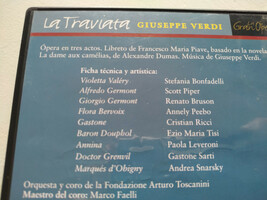 La Traviata GIUSEPPE VERDI
Ópera en tres actos. Libreto de Francesco Maria Piave, basado en la novela
La dame aux camélias, de Alexandre Dumas. Música de Giuseppe Verdi.
Ficha técnica y artística:
Violetta Valéry Stefania Bonfadelli
Alfredo Germont Scott Piper
Giorgio Germont Renato Bruson
Flora Bervoix Annely Peebo
Gastone Cristian Ricci
Baron Douphol Ezio Maria Tisi
Annina Paola Leveroni
Doctor Grenvil Gastone Sarti
Marqués d'Obigny Andrea Snarsky
Orquesta y coro de la Fondazione Arturo Toscanini
Maestro del coro: Marco Faelli